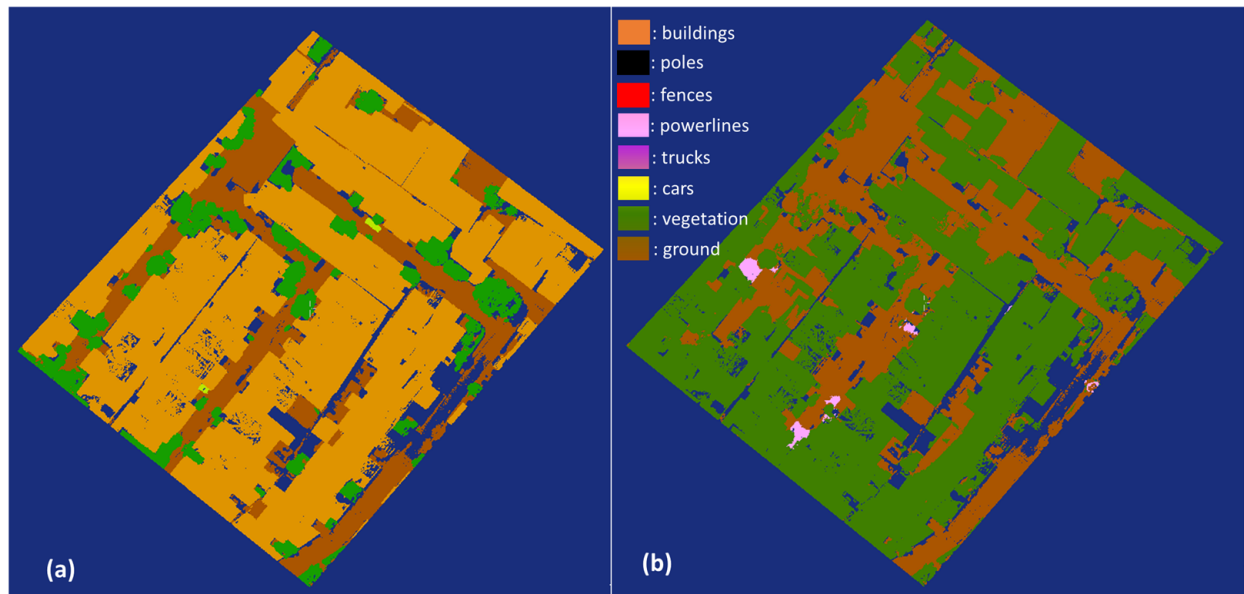 : buildings
: poles
: fences
: powerlines
: trucks
: cars
: vegetation
: ground
(a)
(b)